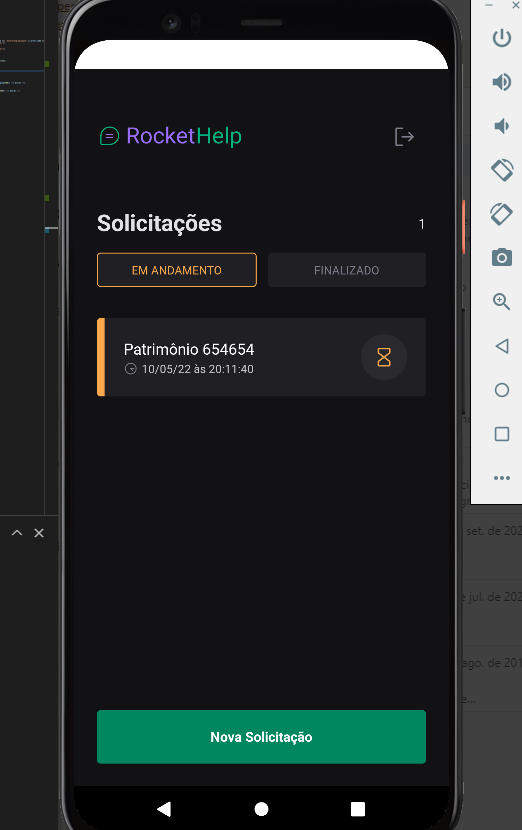 RocketHelp
Solicitações 1
EM ANDAMENTO FINALIZADO
Patrimônio 654654
10/05/22 às 20:11:40
set. de 202
jul. de 202
ago. de 201
Nova Solicitação